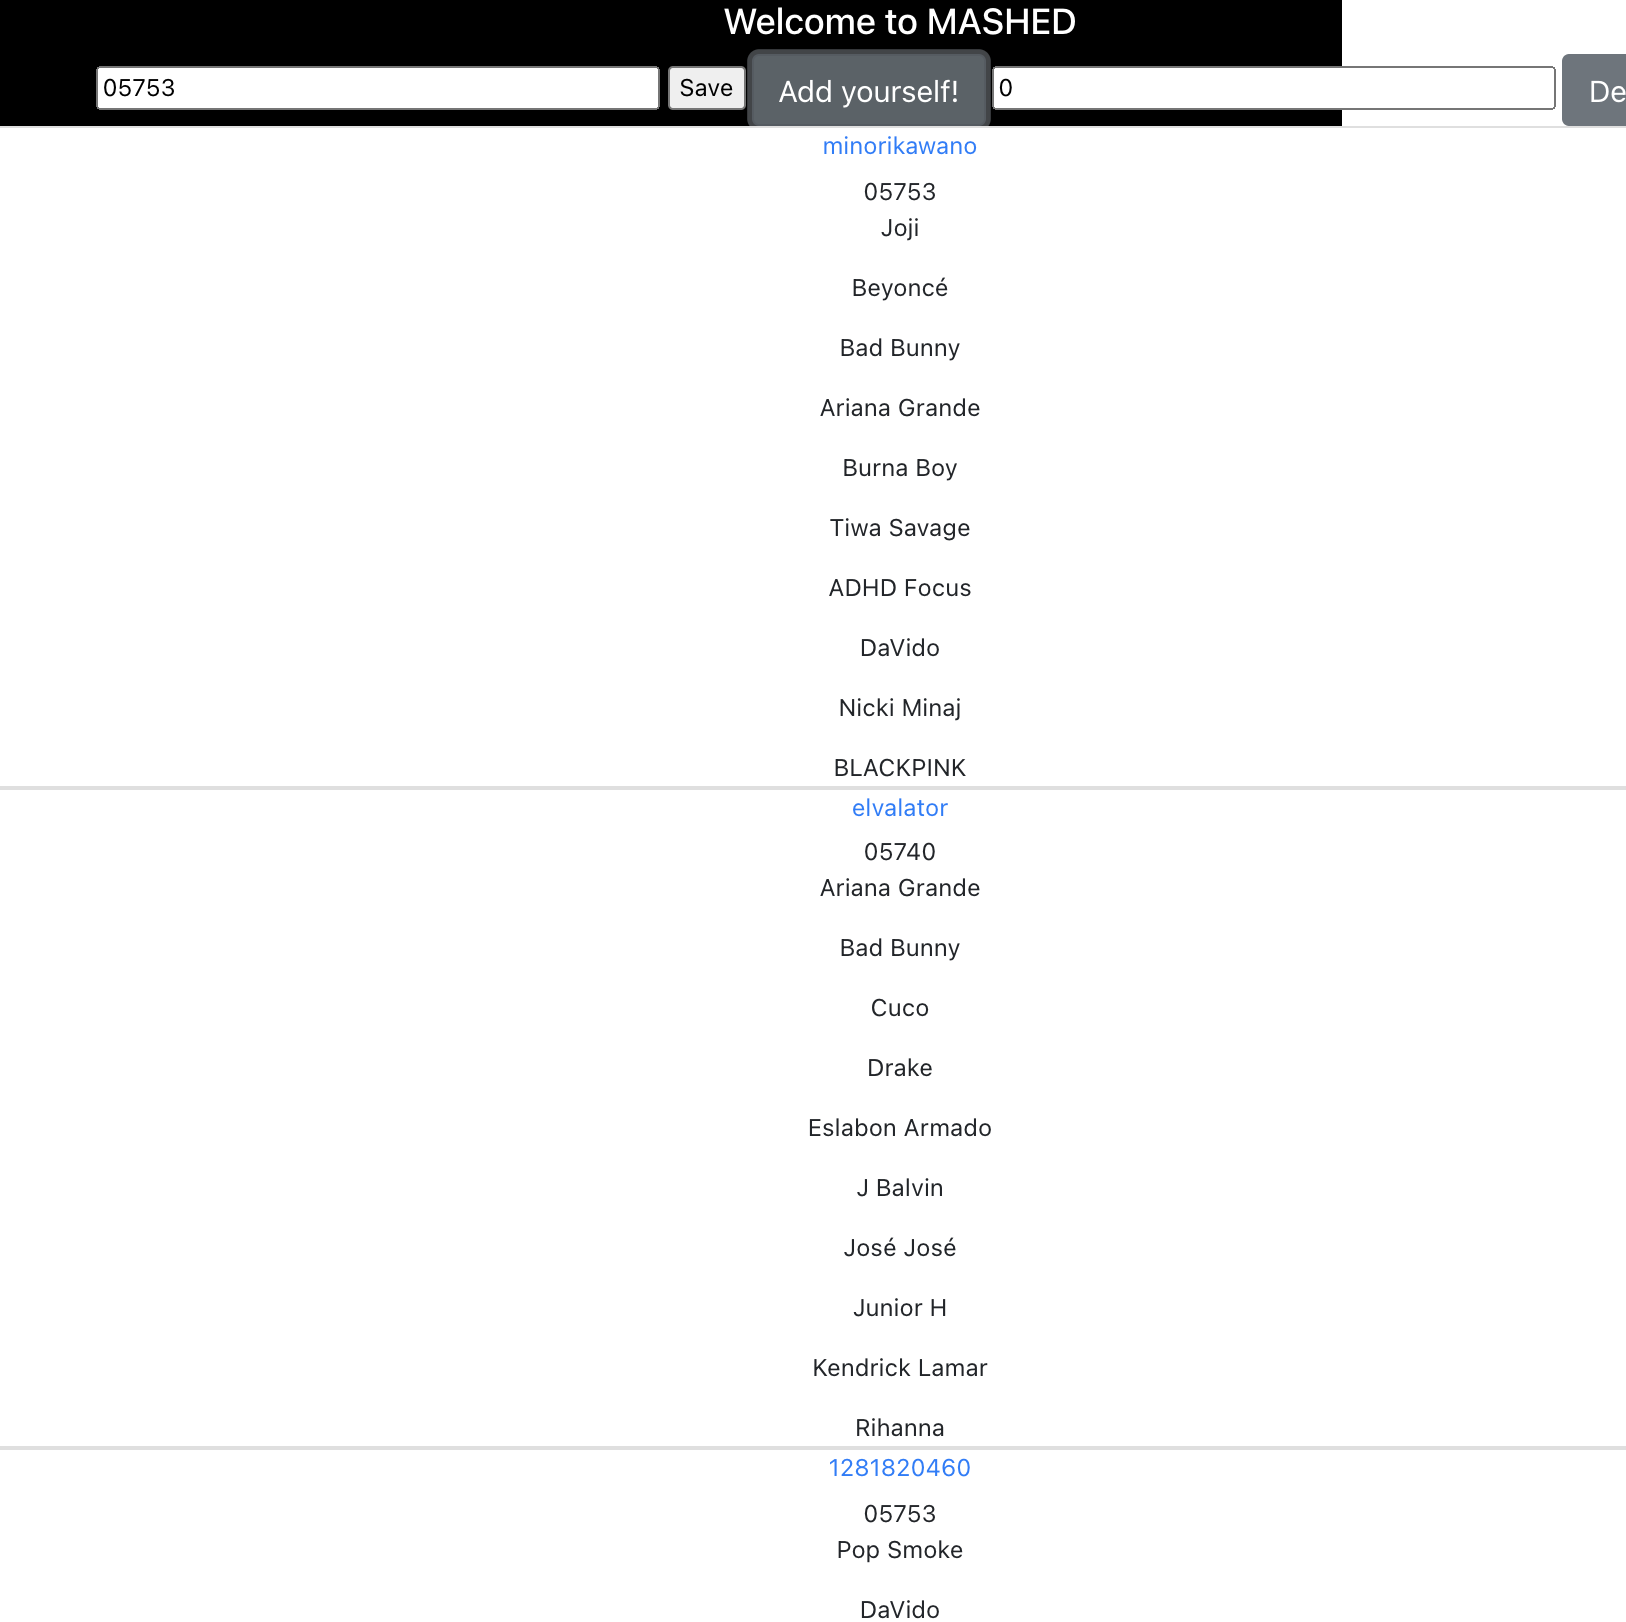 Welcome to MASHED
05753 Save Add yourself! 0
minorikawano
05753
Joji
Beyoncé
Bad Bunny
Ariana Grande
Burna Boy
Tiwa Savage
ADHD Focus
DaVido
Nicki Minaj
BLACKPINK
elvalator
05740
Ariana Grande
Bad Bunny
Cuco
Drake
Eslabon Armado
J Balvin
José José
Junior H
Kendrick Lamar
Rihanna
1281820460
05753
Pop Smoke
DaVido